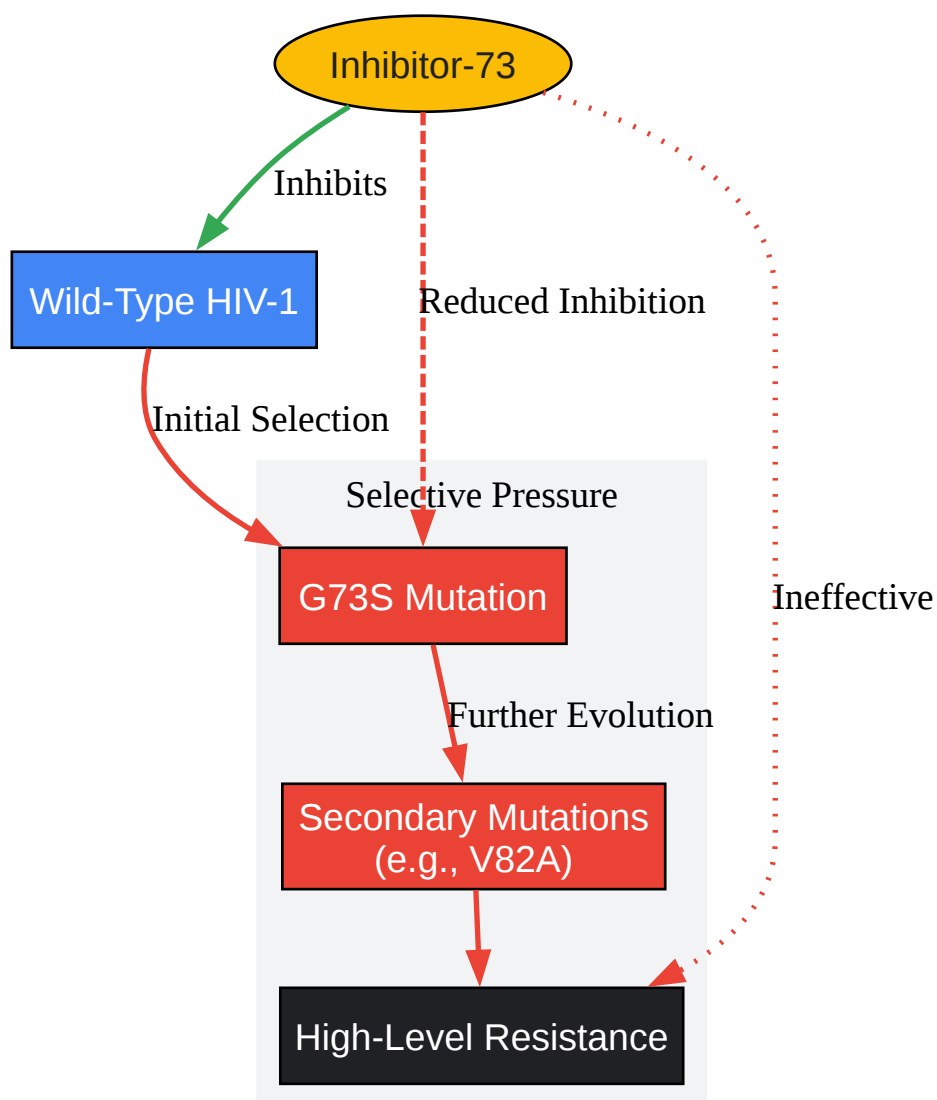 Inhibitor-73
Inhibits
Wild-Type HIV-1
Reduced Inhibition
Initial Selection
Selective Pressure
G73S Mutation
Ineffective
Further Evolution
Secondary Mutations
(e.g., V82A)
High-Level Resistance